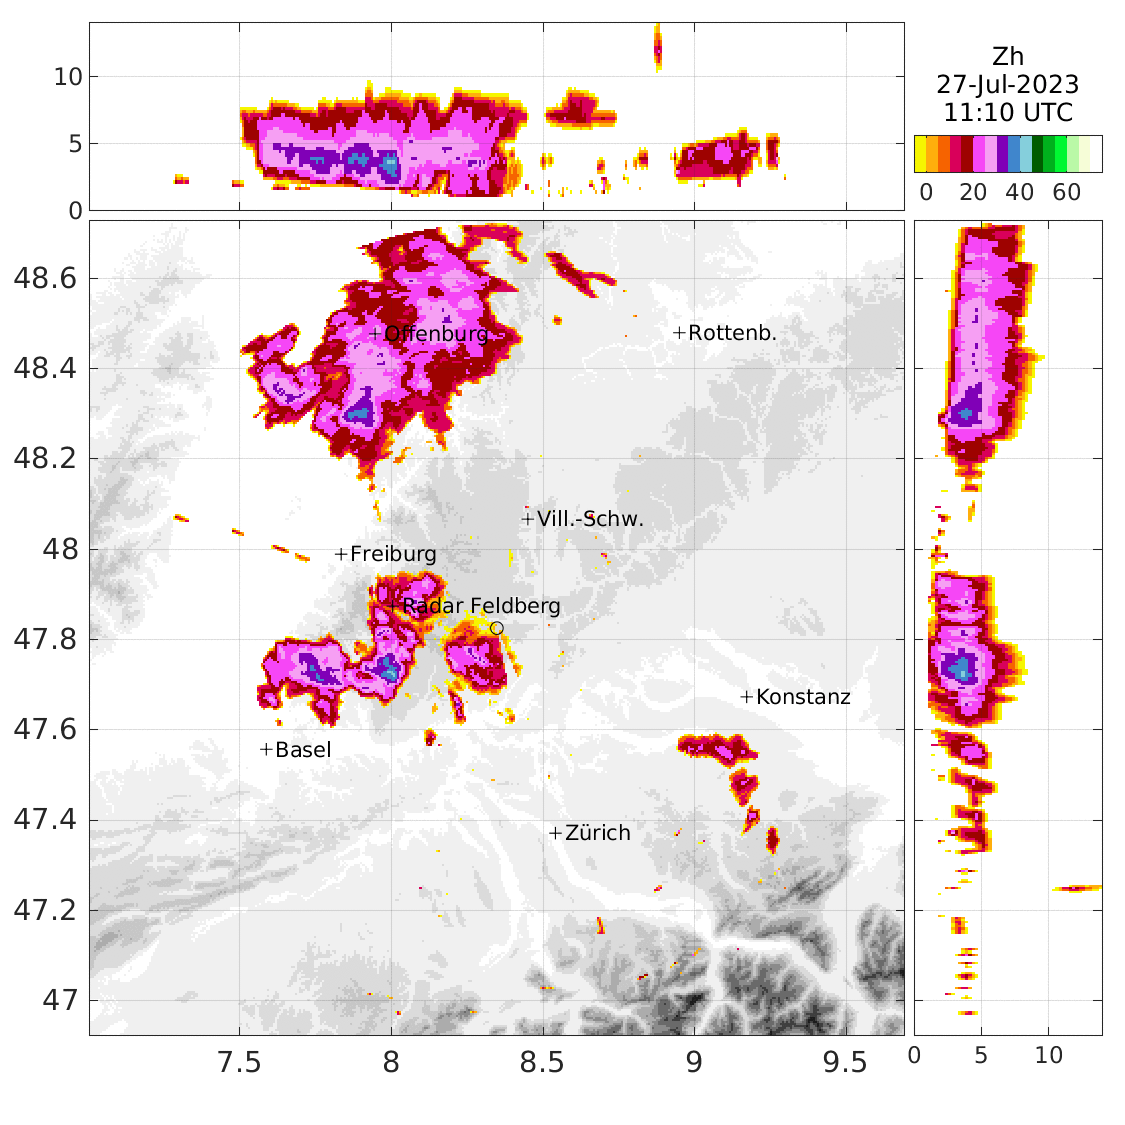 Zh
27-Jul-2023
11:10 UTC
0 20 40 60
10
5
0
48.6
48.4
48.2
48
47.8
47.6
47.4
47.2
47
+Offenburg
+Rottenb.
+Vill.-Schw.
+Freiburg
+Radar Feldberg
+Konstanz
+Basel
+Zürich
7.5 8 8.5 9 9.5
0 5 10